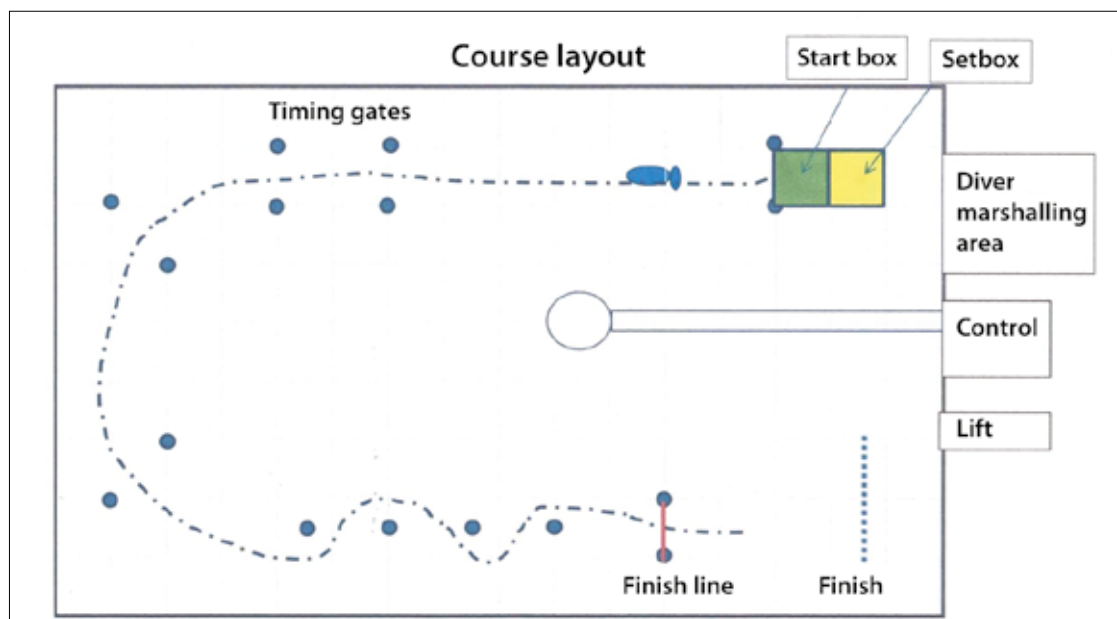 Course layout
Start box
Setbox
Timing gates
Diver
marshalling
area
Control
Lift
Finish line
Finish